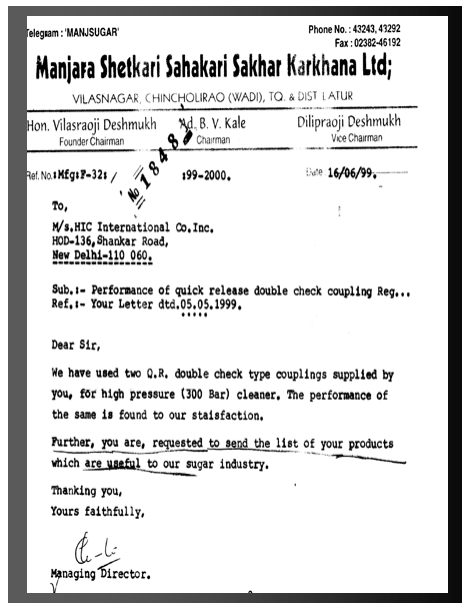 Telegram : 'MANJSUGAR'
Phone No. : 43243, 43292
Fax : 02382-46192
Manjara Shetkari Sahakari Sakhar Karkhana Ltd;
VILASNAGAR, CHINCHOLIRAO (WADI), TQ. & DIST LATUR
Hon. Vilasraoji Deshmukh Ad. B. V. Kale Dilipraoji Deshmukh
Founder Chairman Chairman Vice Chairman
No 1848
Ref. No.:Mfg:F-32: / :99-2000. Date 16/06/99.
To,
M/s.HIC International Co.Inc.
HOD-136,Shankar Road,
New Delhi-110 060.
Sub.:- Performance of quick release double check coupling Reg...
Ref.:- Your Letter dtd.05.05.1999.
Dear Sir,
We have used two Q.R. double check type couplings supplied by
you, for high pressure (300 Bar) cleaner. The performance of
the same is found to our staisfaction.
Further, you are, requested to send the list of your products
which are useful to our sugar industry.
Thanking you,
Yours faithfully,
Managing Director.